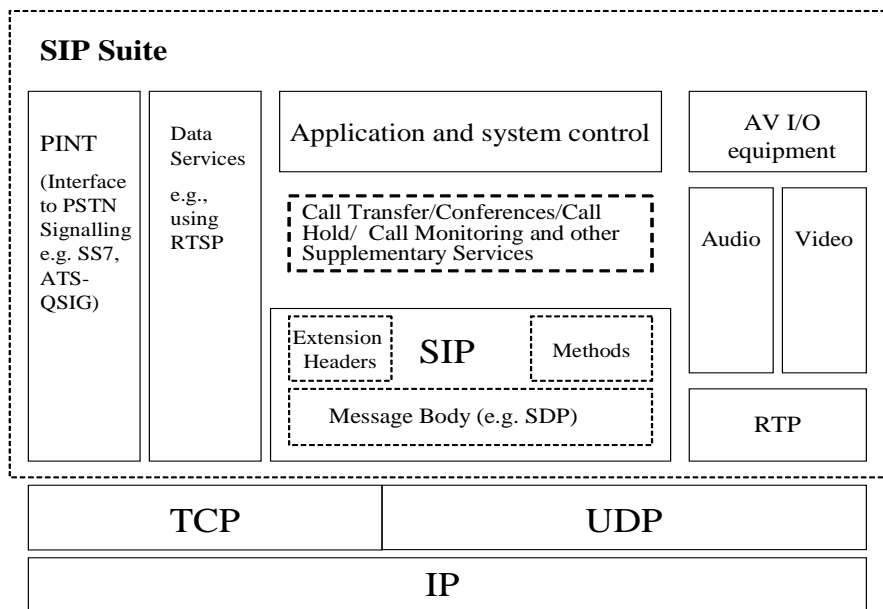 SIP Suite
PINT
(Interface
to PSTN
Signalling
e.g. SS7,
ATS-
QSIG)
Data
Services
e.g.,
using
RTSP
Application and system control
Call Transfer/Conferences/Call
Hold/ Call Monitoring and other
Supplementary Services
Extension
Headers
SIP
Methods
Message Body (e.g. SDP)
AV I/O
equipment
Audio
Video
RTP
TCP
UDP
IP